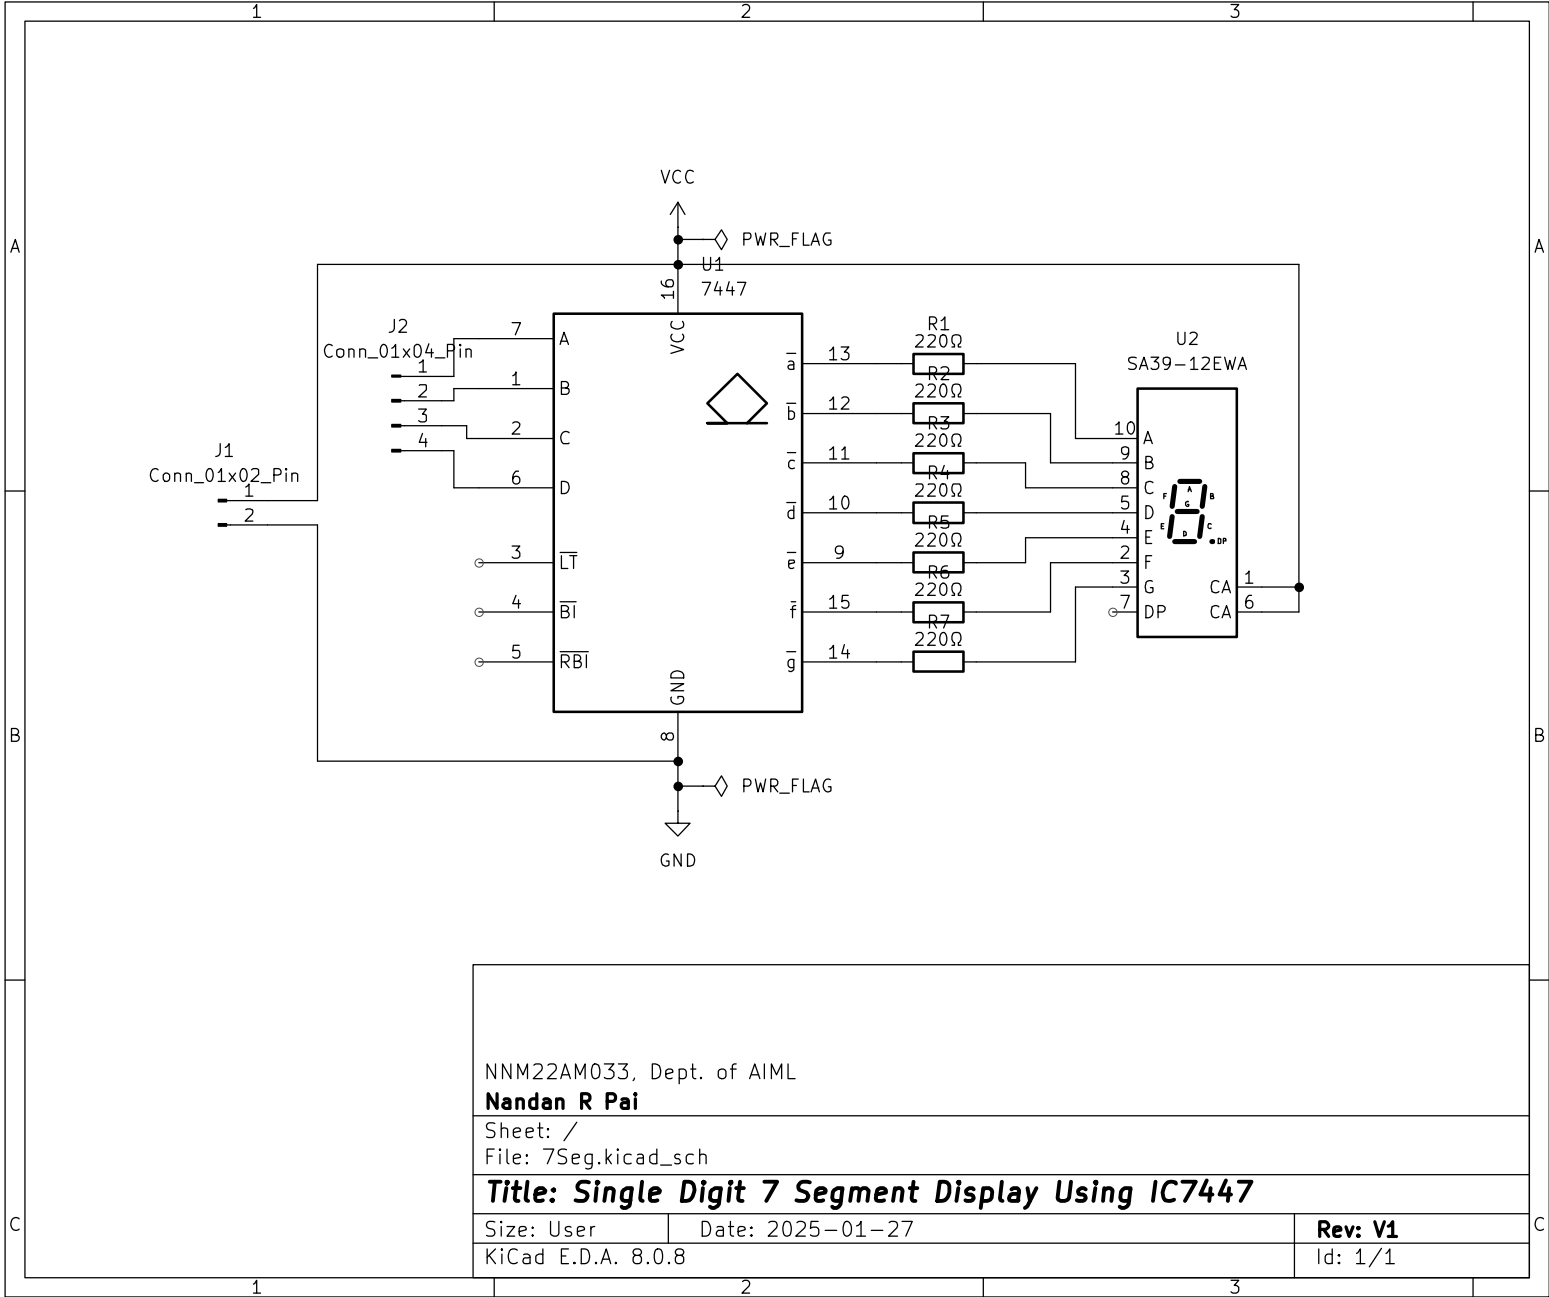 1 2 3
A A
B B
C C
VCC
PWR_FLAG
U1
7447
16
VCC
J2
Conn_01x04_Pin
1
2
3
4
J1
Conn_01x02_Pin
1
2
7 A
1 B
2 C
6 D
3 LT
4 BI
5 RBI
a 13
b 12
c 11
d 10
e 9
f 15
g 14
GND
8
PWR_FLAG
GND
R1
220Ω
R2
220Ω
R3
220Ω
R4
220Ω
R5
220Ω
R6
220Ω
R7
220Ω
U2
SA39-12EWA
10 A
9 B
8 C
5 D
4 E
2 F
3 G
7 DP
CA 1
CA 6
A
F B
G
E C
D
DP
NNM22AM033, Dept. of AIML
Nandan R Pai
Sheet: /
File: 7Seg.kicad_sch
Title: Single Digit 7 Segment Display Using IC7447
Size: User Date: 2025-01-27 Rev: V1
KiCad E.D.A. 8.0.8 Id: 1/1
1 2 3